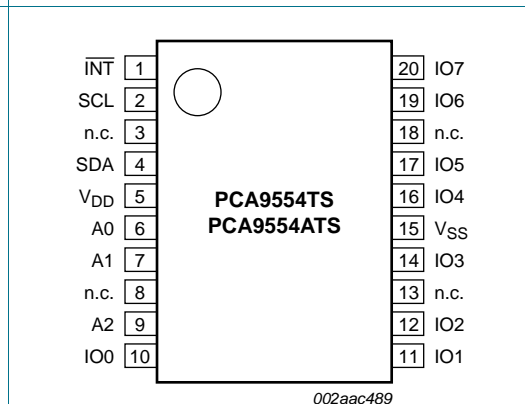 INT 1 20 IO7
SCL 2 19 IO6
n.c. 3 18 n.c.
SDA 4 17 IO5
VDD 5 PCA9554TS 16 IO4
A0 6 PCA9554ATS 15 VSS
A1 7 14 IO3
n.c. 8 13 n.c.
A2 9 12 IO2
IO0 10 11 IO1
002aac489